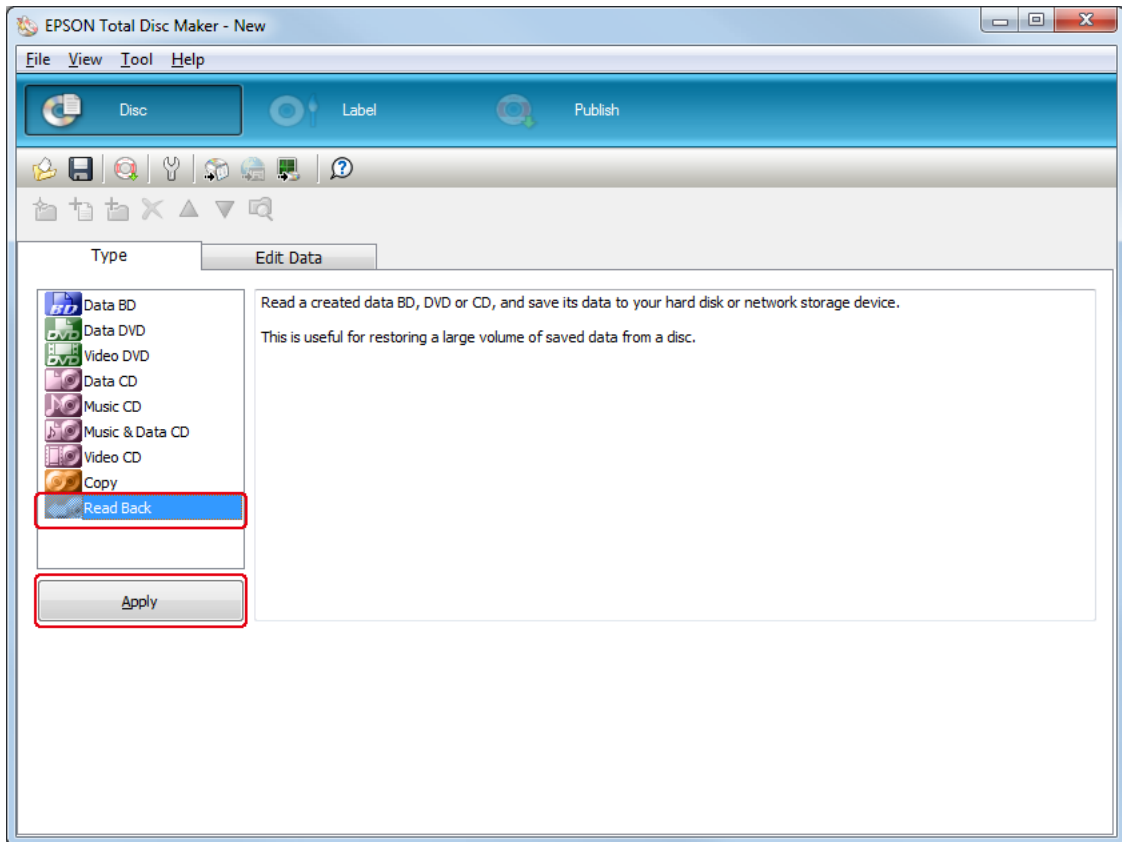 EPSON Total Disc Maker - New
File View Tool Help
Disc Label Publish
Type Edit Data
Data BD
Data DVD
Video DVD
Data CD
Music CD
Music & Data CD
Video CD
Copy
Read Back
Apply
Read a created data BD, DVD or CD, and save its data to your hard disk or network storage device.
This is useful for restoring a large volume of saved data from a disc.